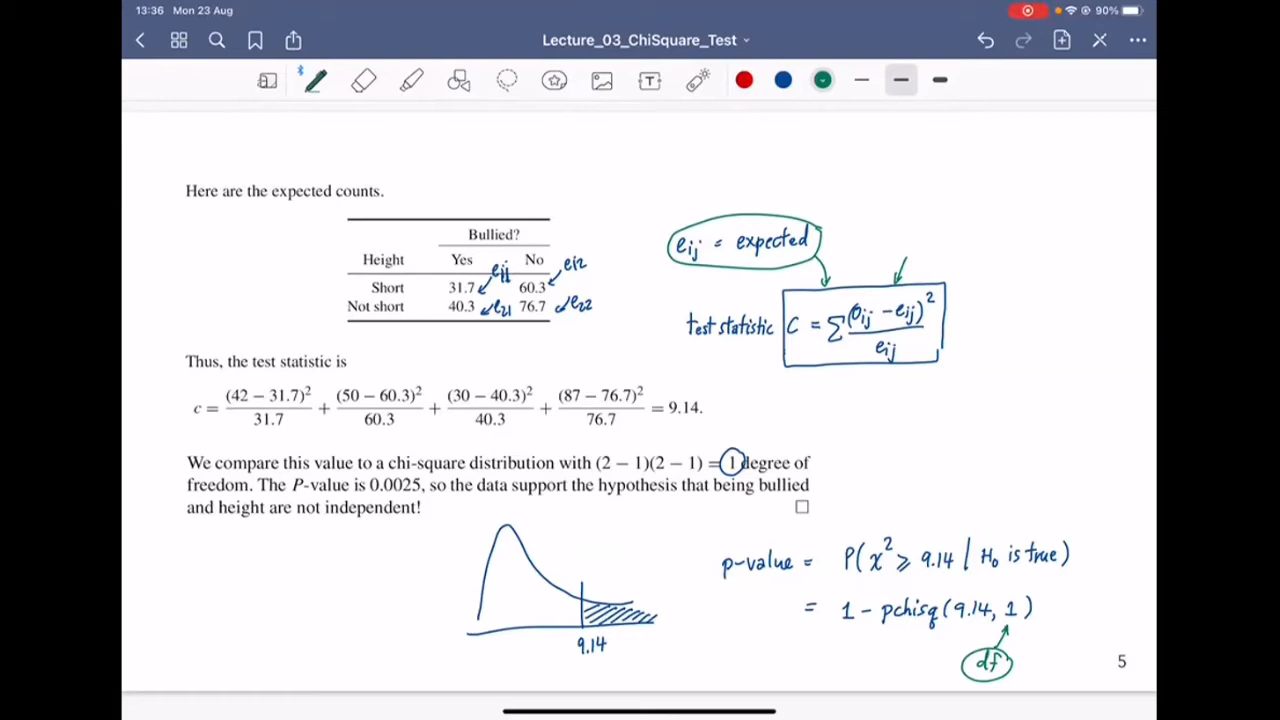 13:36 Mon 23 Aug
90%
Lecture_03_ChiSquare_Test
Here are the expected counts.
Bullied?
Height Yes No
Short 31.7 60.3
Not short 40.3 76.7
e11
e12
e21
e22
eij = expected
test statistic C = Σ (Oij - eij)² / eij
Thus, the test statistic is
c = (42 − 31.7)² / 31.7 + (50 − 60.3)² / 60.3 + (30 − 40.3)² / 40.3 + (87 − 76.7)² / 76.7 = 9.14.
We compare this value to a chi-square distribution with (2 − 1)(2 − 1) = 1 degree of
freedom. The P-value is 0.0025, so the data support the hypothesis that being bullied
and height are not independent! □
9.14
p-value = P(χ² ⩾ 9.14 | H₀ is true)
= 1 - pchisq(9.14, 1)
df
5